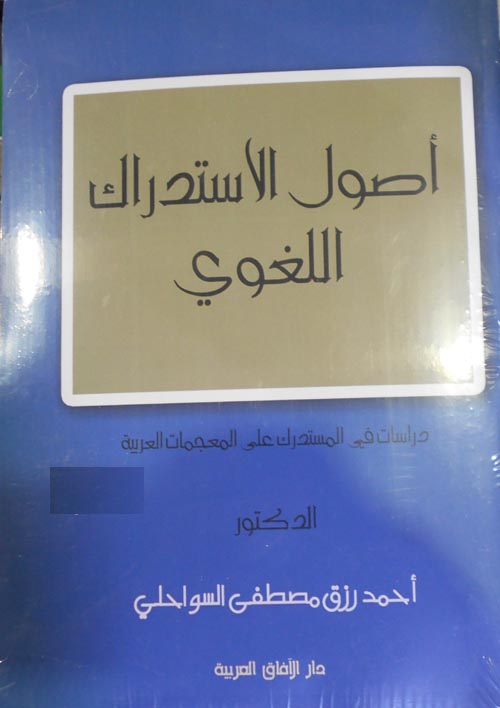 أصول الاستدراك
اللغوي
دراسات في المستدرك على المعجمات العربية
الدكتور
أحمد رزق مصطفى السواحلي
دار الآفاق العربية